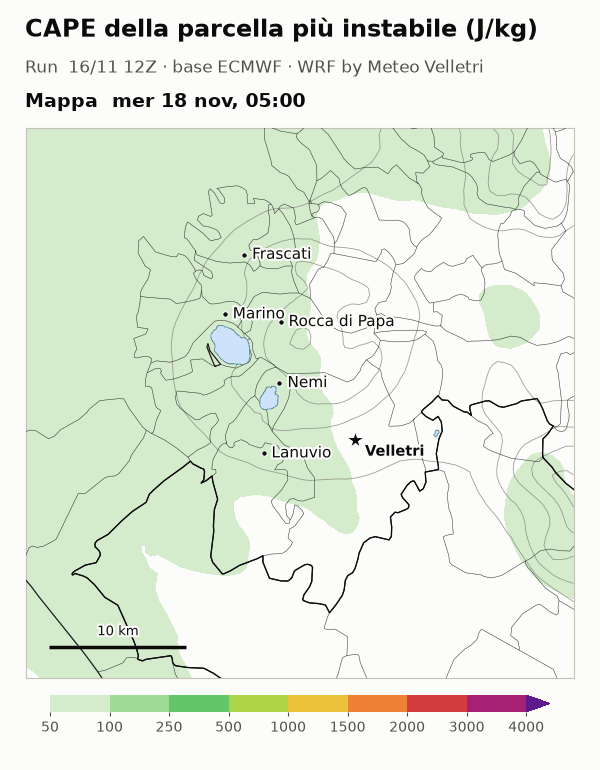 CAPE della parcella più instabile (J/kg)
Run  16/11 12Z · base ECMWF · WRF by Meteo Velletri
Mappa  mer 18 nov, 05:00
Frascati
Marino
Rocca di Papa
Nemi
Velletri
Lanuvio
10 km
50 100 250 500 1000 1500 2000 3000 4000